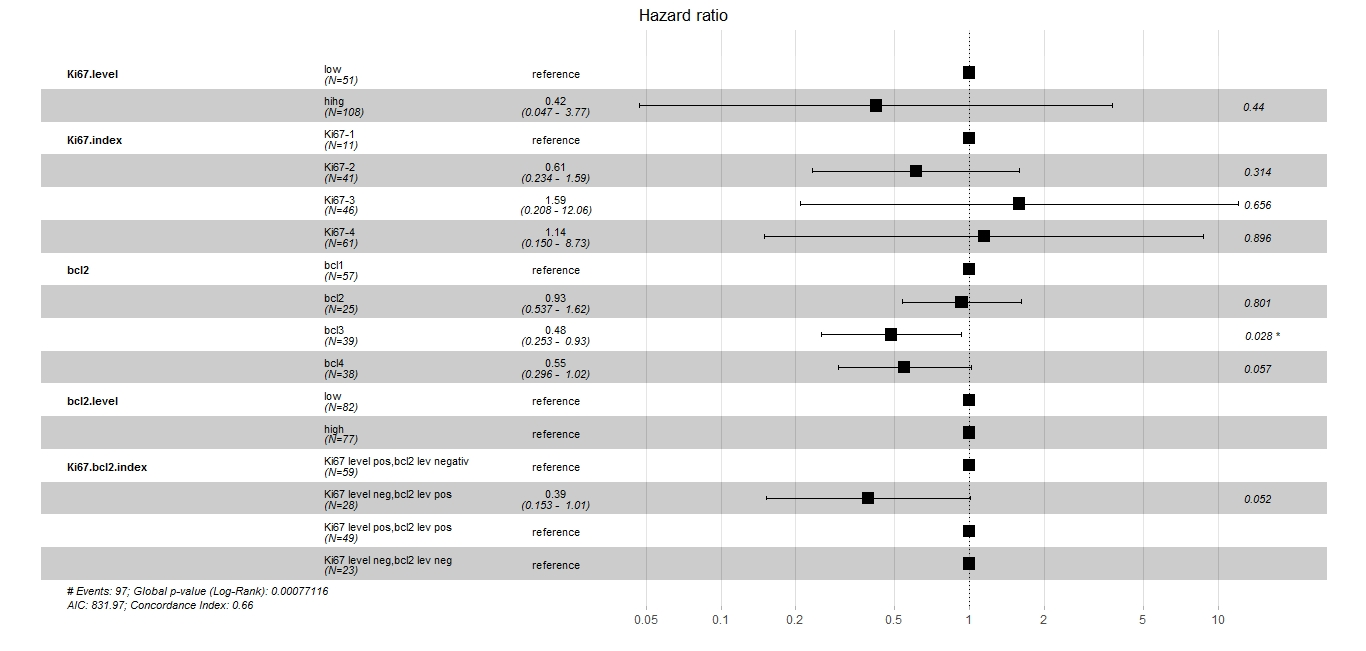 Hazard ratio
Ki67.level low reference
(N=51)
hihg 0.42 0.44
(N=108) (0.047 - 3.77)
Ki67.index Ki67-1 reference
(N=11)
Ki67-2 0.61 0.314
(N=41) (0.234 - 1.59)
Ki67-3 1.59 0.656
(N=46) (0.208 - 12.06)
Ki67-4 1.14 0.896
(N=61) (0.150 - 8.73)
bcl2 bcl1 reference
(N=57)
bcl2 0.93 0.801
(N=25) (0.537 - 1.62)
bcl3 0.48 0.028 *
(N=39) (0.253 - 0.93)
bcl4 0.55 0.057
(N=38) (0.296 - 1.02)
bcl2.level low reference
(N=82)
high reference
(N=77)
Ki67.bcl2.index Ki67 level pos,bcl2 lev negativ reference
(N=59)
Ki67 level neg,bcl2 lev pos 0.39 0.052
(N=28) (0.153 - 1.01)
Ki67 level pos,bcl2 lev pos reference
(N=49)
Ki67 level neg,bcl2 lev neg reference
(N=23)
# Events: 97; Global p-value (Log-Rank): 0.00077116
AIC: 831.97; Concordance Index: 0.66
0.05 0.1 0.2 0.5 1 2 5 10